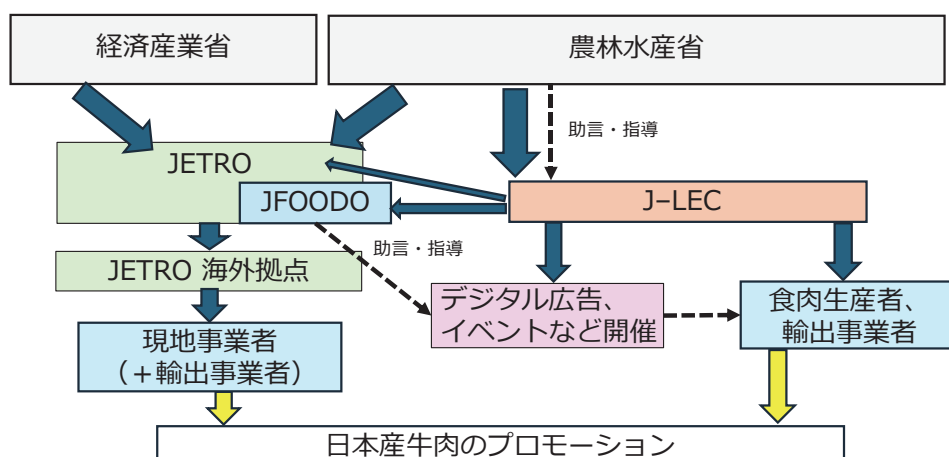 経済産業省
農林水産省
助言・指導
JETRO
JFOODO
J-LEC
助言・指導
JETRO 海外拠点
デジタル広告、
イベントなど開催
食肉生産者、
輸出事業者
現地事業者
（＋輸出事業者）
日本産牛肉のプロモーション